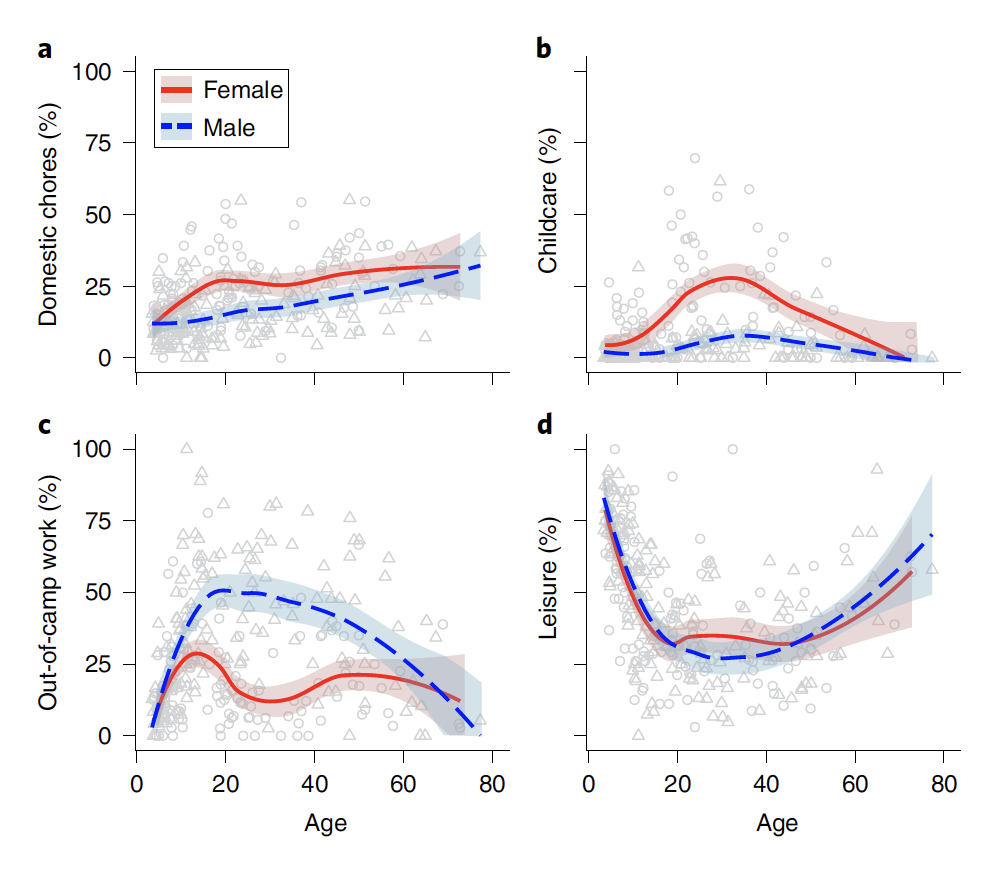 a
Domestic chores (%)
100
75
50
25
0
Female
Male
b
Childcare (%)
c
Out-of-camp work (%)
100
75
50
25
0
0 20 40 60 80
Age
d
Leisure (%)
0 20 40 60 80
Age